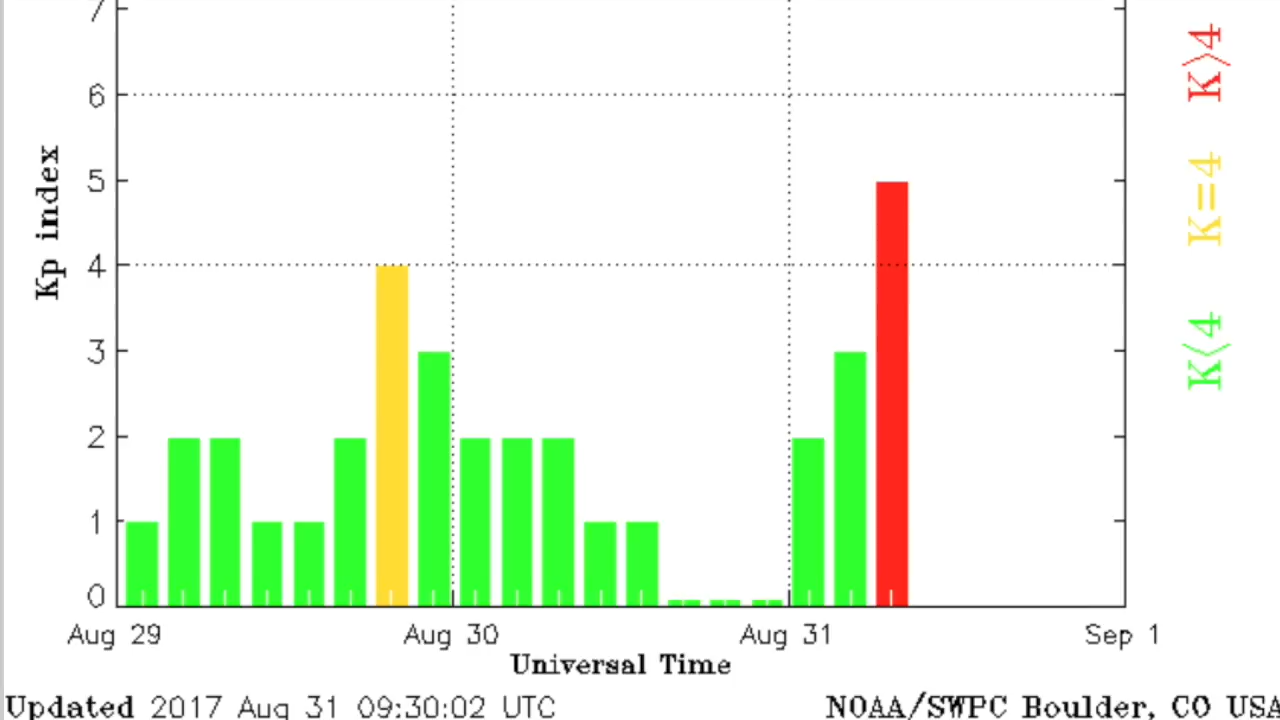 7
6
5
4
3
2
1
0
Kp index
Aug 29 Aug 30 Aug 31 Sep 1
Universal Time
Updated 2017 Aug 31 09:30:02 UTC NOAA/SWPC Boulder, CO USA
K<4 K=4 K>4